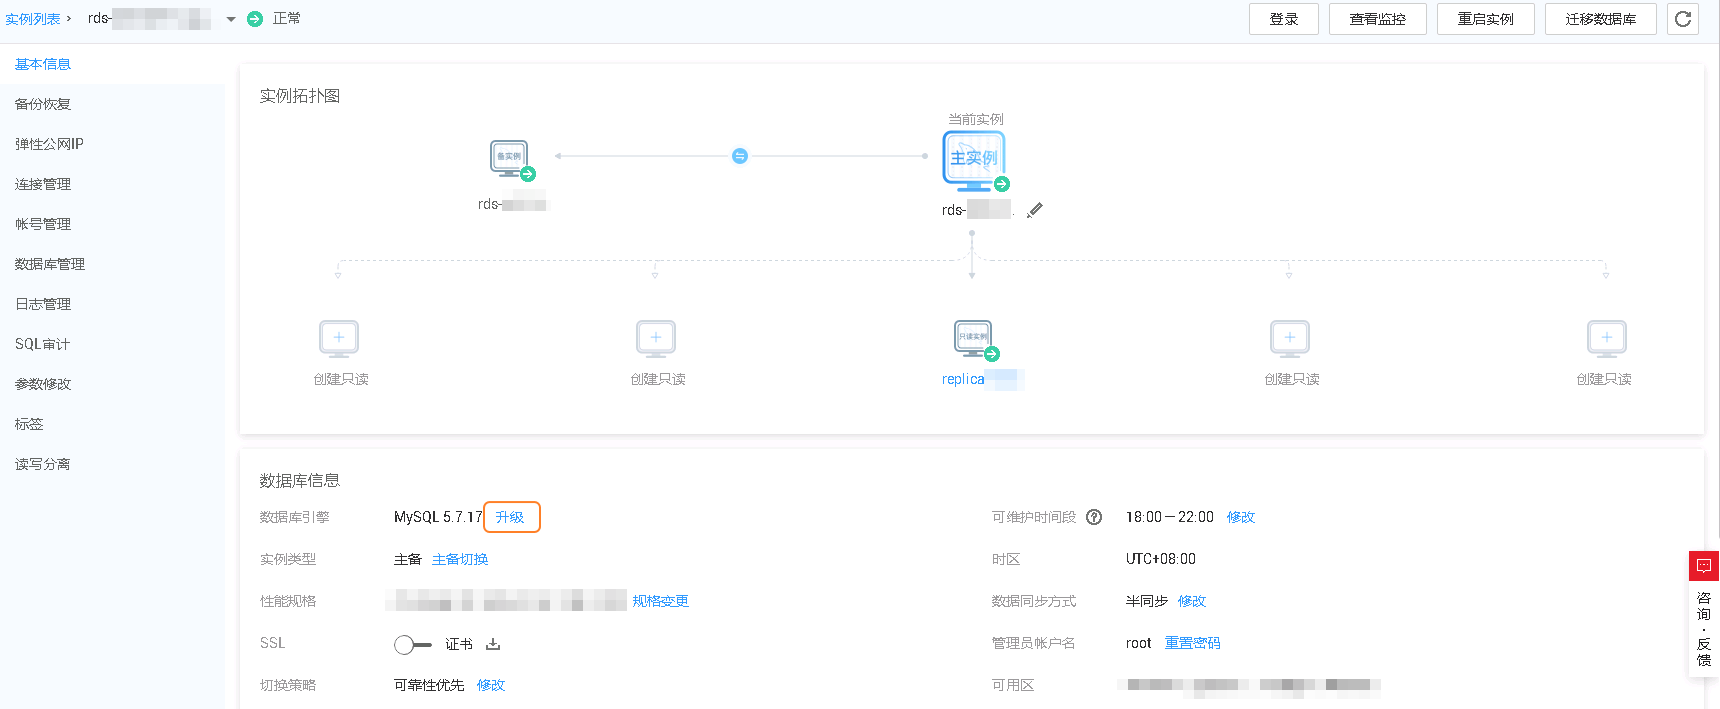 实例列表 > rds- 正常 登录 查看监控 重启实例 迁移数据库
基本信息
备份恢复
弹性公网IP
连接管理
帐号管理
数据库管理
日志管理
SQL审计
参数修改
标签
读写分离
实例拓扑图
当前实例
备实例
主实例
rds-
rds-
只读实例
创建只读 创建只读 replica 创建只读 创建只读
数据库信息
数据库引擎 MySQL 5.7.17 升级 可维护时间段 ? 18:00一22:00 修改
实例类型 主备 主备切换 时区 UTC+08:00
性能规格 规格变更 数据同步方式 半同步 修改
SSL 证书 管理员帐户名 root 重置密码
切换策略 可靠性优先 修改 可用区
咨询·反馈